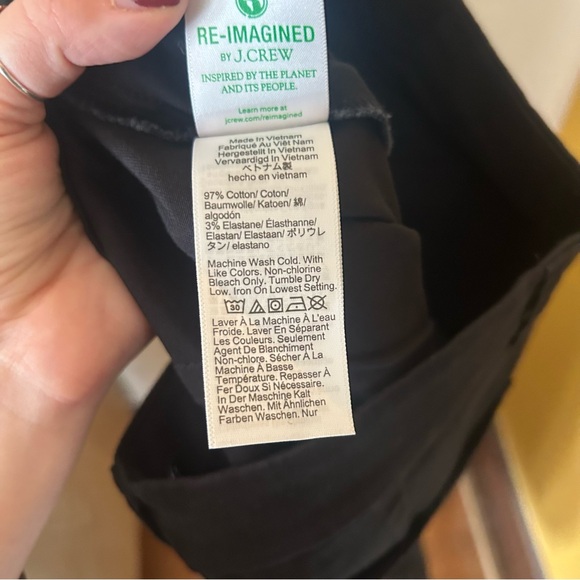 RE-IMAGINED
BY J.CREW
INSPIRED BY THE PLANET
AND ITS PEOPLE.
Learn more at
jcrew.com/reimagined
Made In Vietnam
Fabriqué Au Viêt Nam
Hergestellt In Vietnam
Vervaardigd In Vietnam
ベトナム製
hecho en vietnam
97% Cotton/ Coton/
Baumwolle/ Katoen/ 綿/
algodón
3% Elastane/ Élasthanne/
Elastan/ Elastaan/ ポリウレ
タン/ elastano
Machine Wash Cold. With
Like Colors. Non-chlorine
Bleach Only. Tumble Dry
Low. Iron On Lowest Setting.
30
Laver À La Machine À L'eau
Froide. Laver En Séparant
Les Couleurs. Seulement
Agent De Blanchiment
Non-chlore. Sécher À La
Machine À Basse
Température. Repasser À
Fer Doux Si Nécessaire.
In Der Maschine Kalt
Waschen. Mit Ähnlichen
Farben Waschen. Nur